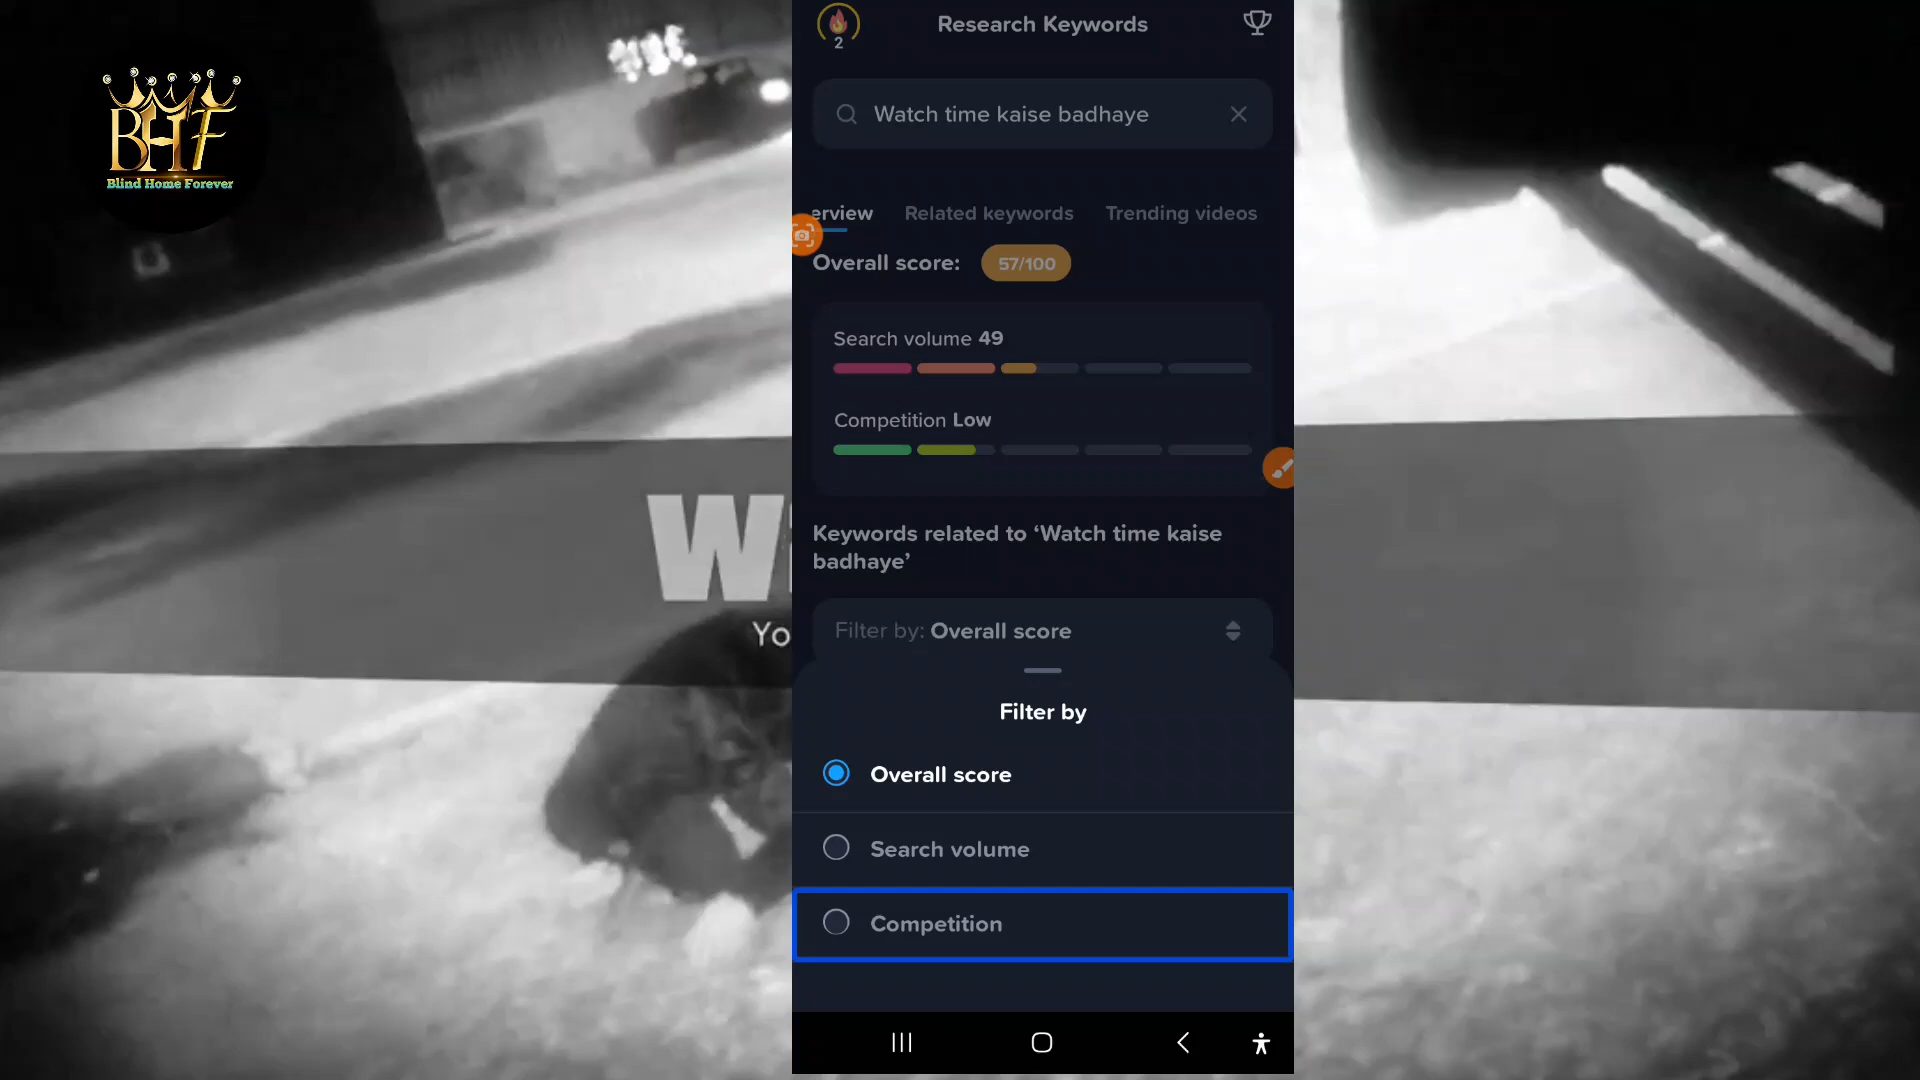 BHF
Blind Home Forever
2
Research Keywords
Watch time kaise badhaye
erview Related keywords Trending videos
Overall score: 57/100
Search volume 49
Competition Low
Keywords related to ‘Watch time kaise
badhaye’
Filter by: Overall score
W
Yo
Filter by
Overall score
Search volume
Competition